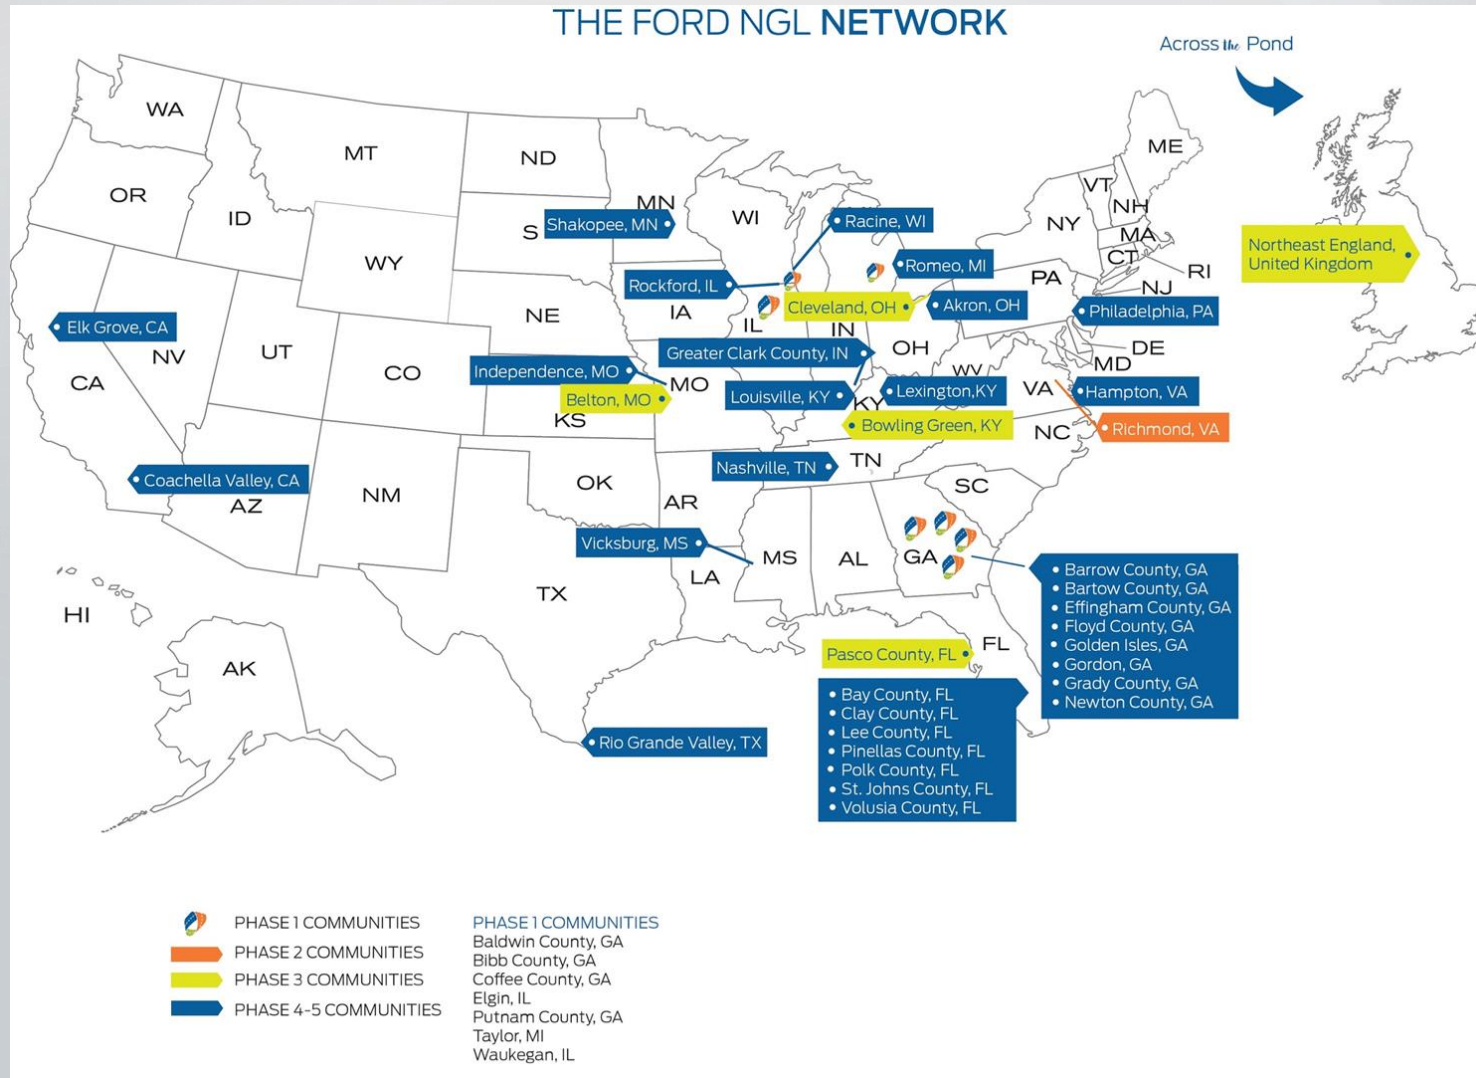 THE FORD NGL NETWORK
Across the Pond
WA
MT
ND
MN
ME
OR
ID
S
Shakopee, MN
WI
Racine, WI
NY
VT
NH
MA
CT
RI
Northeast England,
United Kingdom
WY
Rockford, IL
Romeo, MI
PA
NJ
Elk Grove, CA
NV
UT
NE
IA
IL
Cleveland, OH
Akron, OH
Philadelphia, PA
IN
OH
DE
MD
Greater Clark County, IN
CA
CO
Independence, MO
MO
Belton, MO
KS
Louisville, KY
KY
Lexington,KY
WV
VA
Hampton, VA
Bowling Green, KY
NC
Richmond, VA
Coachella Valley, CA
AZ
NM
OK
AR
Nashville, TN
TN
SC
Vicksburg, MS
MS
AL
GA
LA
TX
Barrow County, GA
Bartow County, GA
Effingham County, GA
Floyd County, GA
Golden Isles, GA
Gordon, GA
Grady County, GA
Newton County, GA
HI
AK
Pasco County, FL
FL
Bay County, FL
Clay County, FL
Lee County, FL
Pinellas County, FL
Polk County, FL
St. Johns County, FL
Volusia County, FL
Rio Grande Valley, TX
PHASE 1 COMMUNITIES
PHASE 2 COMMUNITIES
PHASE 3 COMMUNITIES
PHASE 4-5 COMMUNITIES
PHASE 1 COMMUNITIES
Baldwin County, GA
Bibb County, GA
Coffee County, GA
Elgin, IL
Putnam County, GA
Taylor, MI
Waukegan, IL